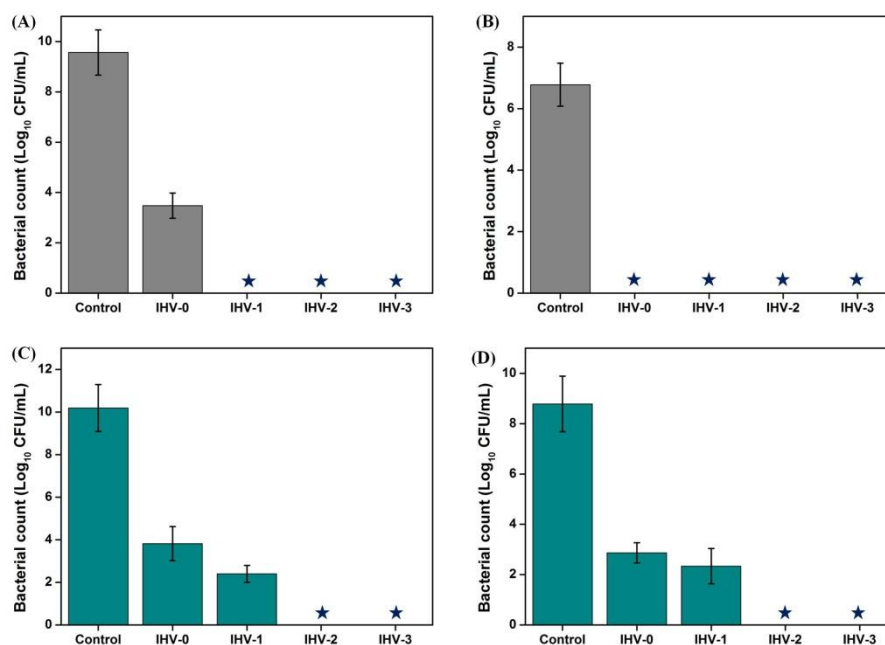 (A)
Bacterial count (Log₁₀ CFU/mL)
10
8
6
4
2
0
Control IHV-0 IHV-1 IHV-2 IHV-3
(B)
Bacterial count (Log₁₀ CFU/mL)
8
6
4
2
0
Control IHV-0 IHV-1 IHV-2 IHV-3
(C)
Bacterial count (Log₁₀ CFU/mL)
12
10
8
6
4
2
0
Control IHV-0 IHV-1 IHV-2 IHV-3
(D)
Bacterial count (Log₁₀ CFU/mL)
10
8
6
4
2
0
Control IHV-0 IHV-1 IHV-2 IHV-3